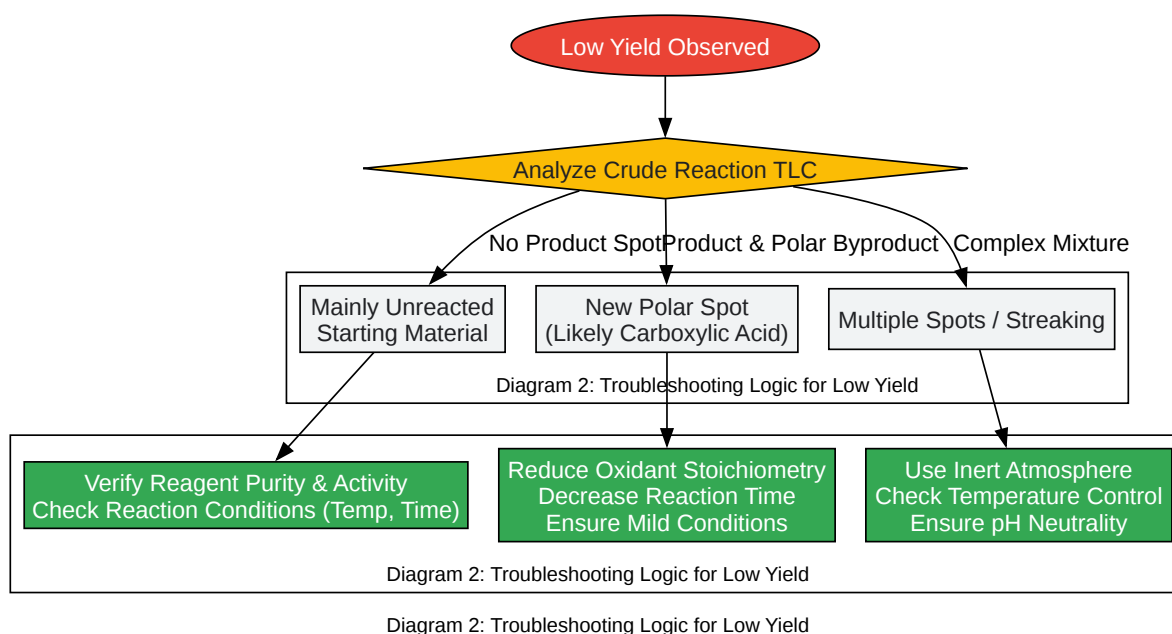 Low Yield Observed
Analyze Crude Reaction TLC
No Product Spot
Product & Polar Byproduct
Complex Mixture
Mainly Unreacted
Starting Material
New Polar Spot
(Likely Carboxylic Acid)
Multiple Spots / Streaking
Diagram 2: Troubleshooting Logic for Low Yield
Verify Reagent Purity & Activity
Check Reaction Conditions (Temp, Time)
Reduce Oxidant Stoichiometry
Decrease Reaction Time
Ensure Mild Conditions
Use Inert Atmosphere
Check Temperature Control
Ensure pH Neutrality
Diagram 2: Troubleshooting Logic for Low Yield
Diagram 2: Troubleshooting Logic for Low Yield